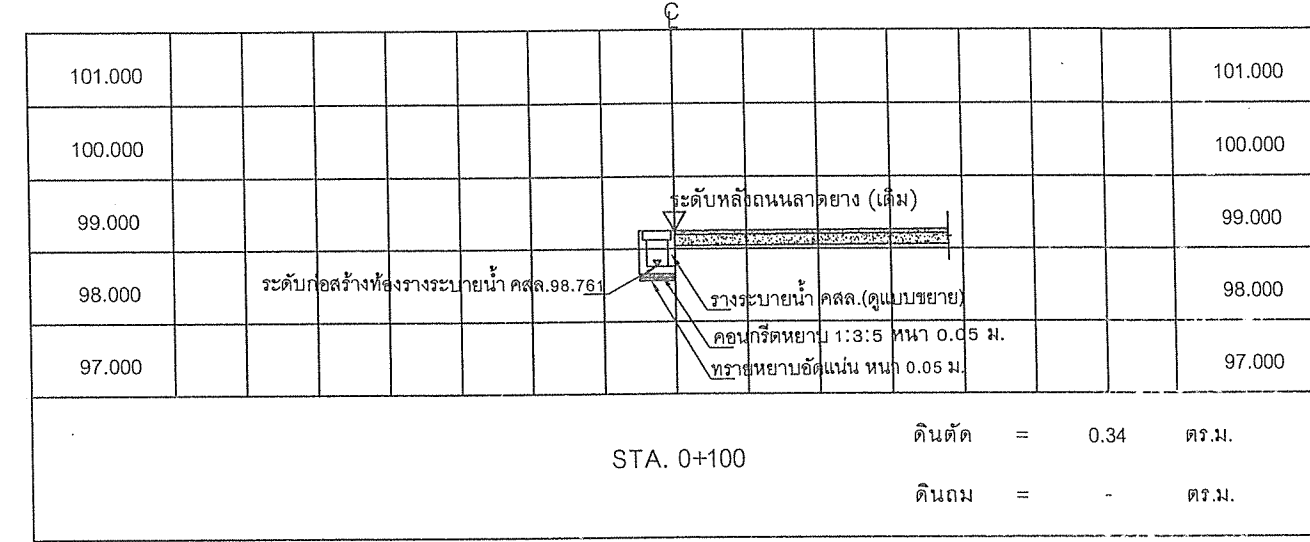 ℄
101.000 101.000
100.000 100.000
ระดับหลังถนนลาดยาง (เดิม)
99.000 99.000
ระดับก่อสร้างท้องรางระบายน้ำ คสล.98.761
98.000 98.000
รางระบายน้ำ คสล.(ดูแบบขยาย)
คอนกรีตหยาบ 1:3:5 หนา 0.05 ม.
97.000 97.000
ทรายหยาบอัดแน่น หนา 0.05 ม.
ดินตัด = 0.34 ตร.ม.
STA. 0+100
ดินถม = - ตร.ม.